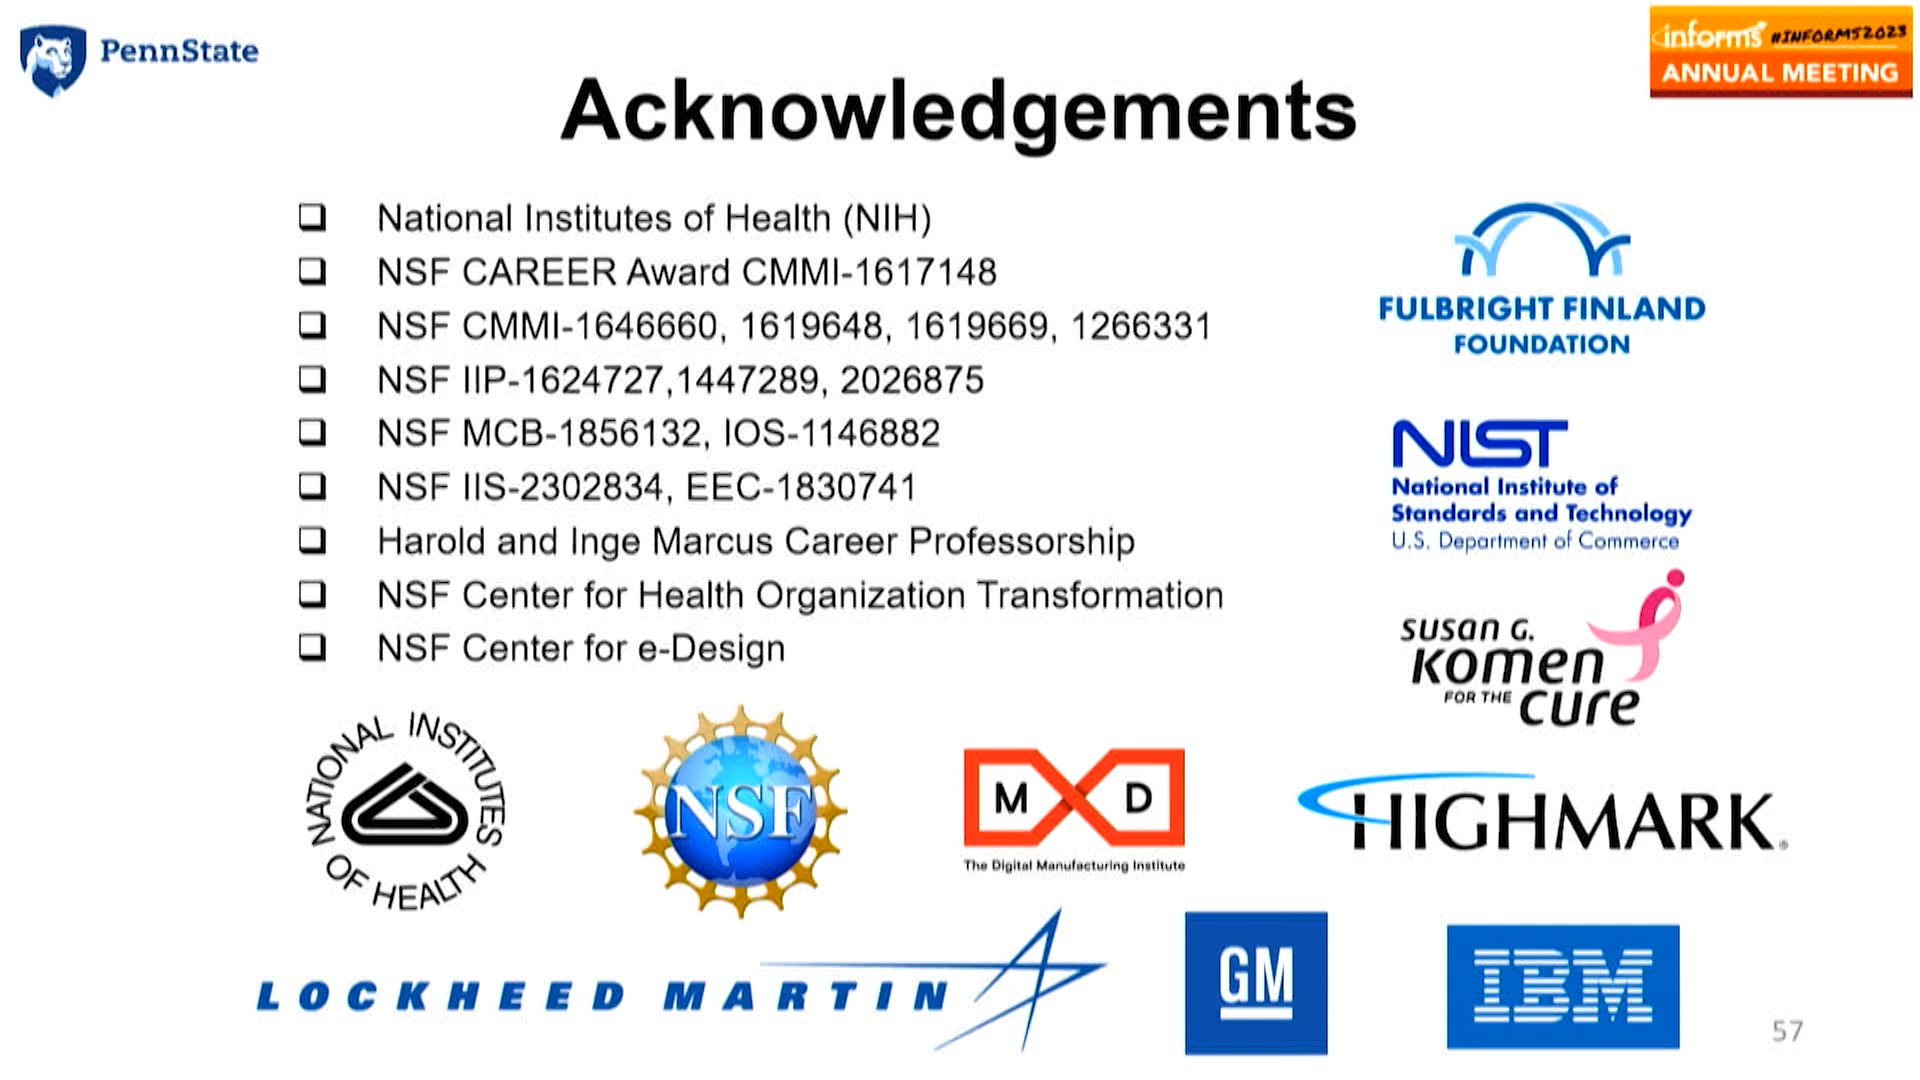 PennState
informs #INFORMS2023
ANNUAL MEETING
Acknowledgements
National Institutes of Health (NIH)
NSF CAREER Award CMMI-1617148
NSF CMMI-1646660, 1619648, 1619669, 1266331
NSF IIP-1624727,1447289, 2026875
NSF MCB-1856132, IOS-1146882
NSF IIS-2302834, EEC-1830741
Harold and Inge Marcus Career Professorship
NSF Center for Health Organization Transformation
NSF Center for e-Design
FULBRIGHT FINLAND
FOUNDATION
NIST
National Institute of
Standards and Technology
U.S. Department of Commerce
susan G.
komen
FOR THE cure
NATIONAL INSTITUTES
OF HEALTH
NSF
M D
The Digital Manufacturing Institute
HIGHMARK®
LOCKHEED MARTIN
GM
IBM
57